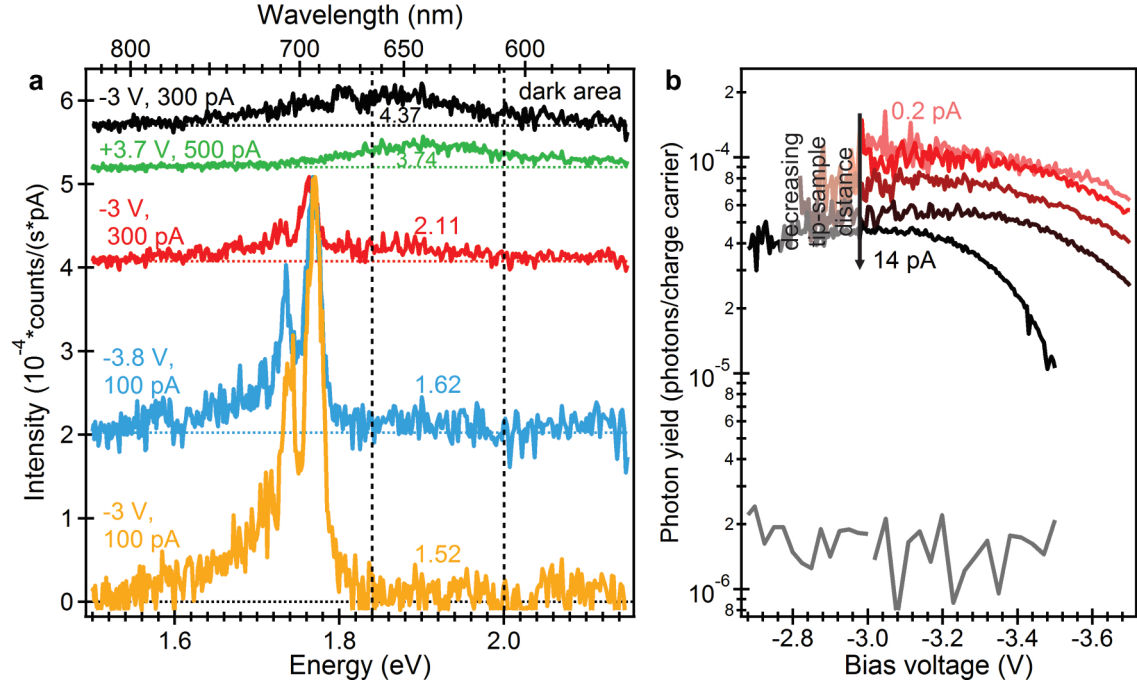 Wavelength (nm)
800 700 650 600
a
dark area
-3 V, 300 pA
4.37
+3.7 V, 500 pA
3.74
-3 V,
300 pA
2.11
-3.8 V,
100 pA
1.62
-3 V,
100 pA
1.52
Intensity (10^-4*counts/(s*pA)
6
5
4
3
2
1
0
1.6 1.8 2.0
Energy (eV)
b
0.2 pA
decreasing
tip-sample
distance
14 pA
Photon yield (photons/charge carrier)
2
10^-4
8
6
4
2
10^-5
8
6
4
2
10^-6
8
-2.8 -3.0 -3.2 -3.4 -3.6
Bias voltage (V)